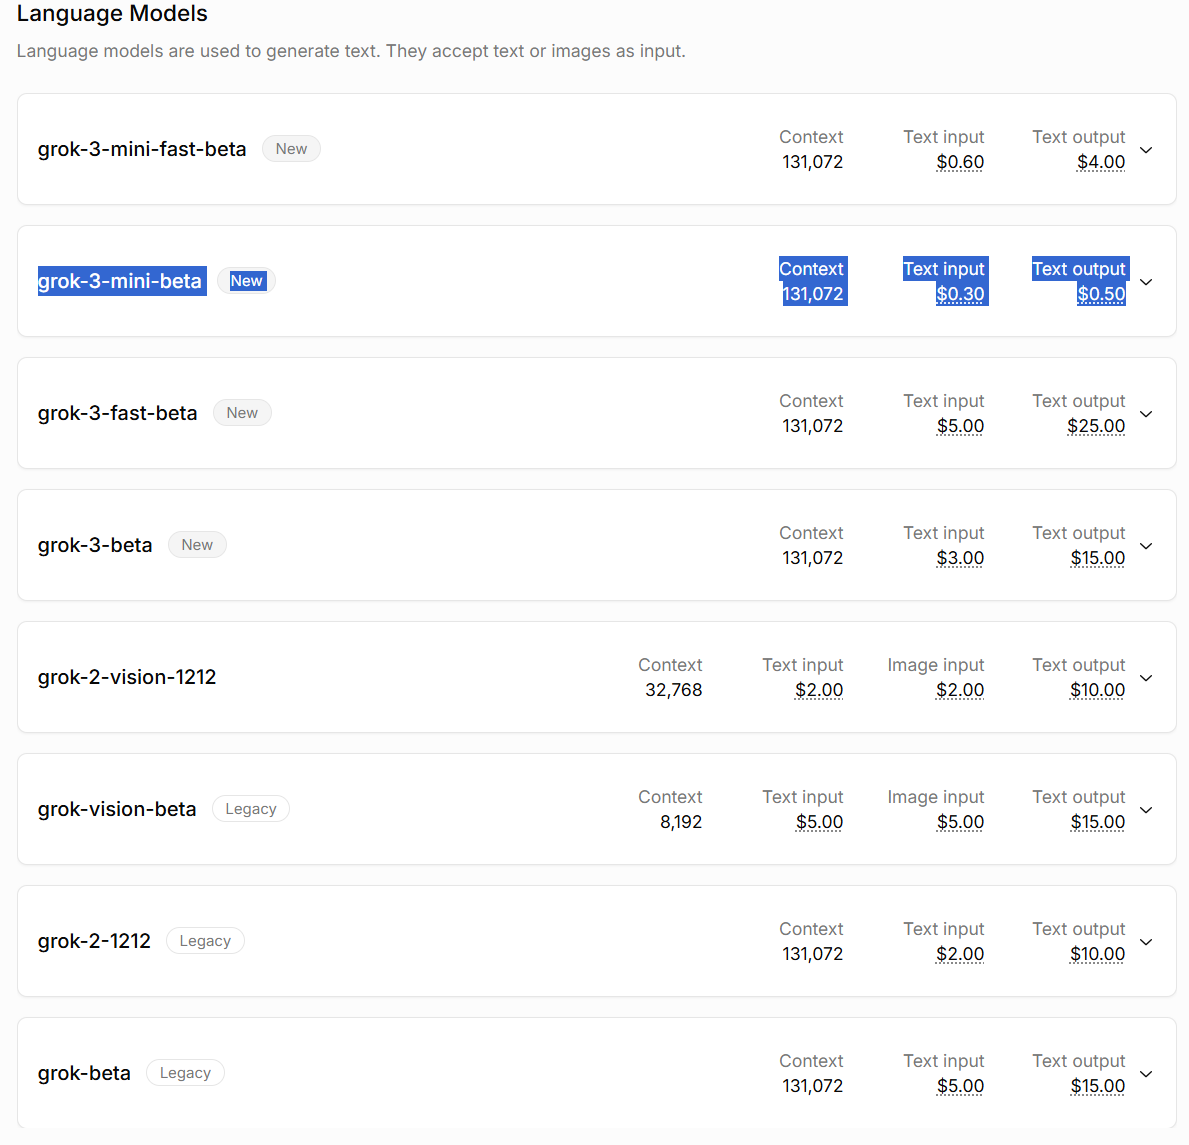 Language Models
Language models are used to generate text. They accept text or images as input.
grok-3-mini-fast-beta New Context Text input Text output
131,072 $0.60 $4.00
grok-3-mini-beta New Context Text input Text output
131,072 $0.30 $0.50
grok-3-fast-beta New Context Text input Text output
131,072 $5.00 $25.00
grok-3-beta New Context Text input Text output
131,072 $3.00 $15.00
grok-2-vision-1212 Context Text input Image input Text output
32,768 $2.00 $2.00 $10.00
grok-vision-beta Legacy Context Text input Image input Text output
8,192 $5.00 $5.00 $15.00
grok-2-1212 Legacy Context Text input Text output
131,072 $2.00 $10.00
grok-beta Legacy Context Text input Text output
131,072 $5.00 $15.00